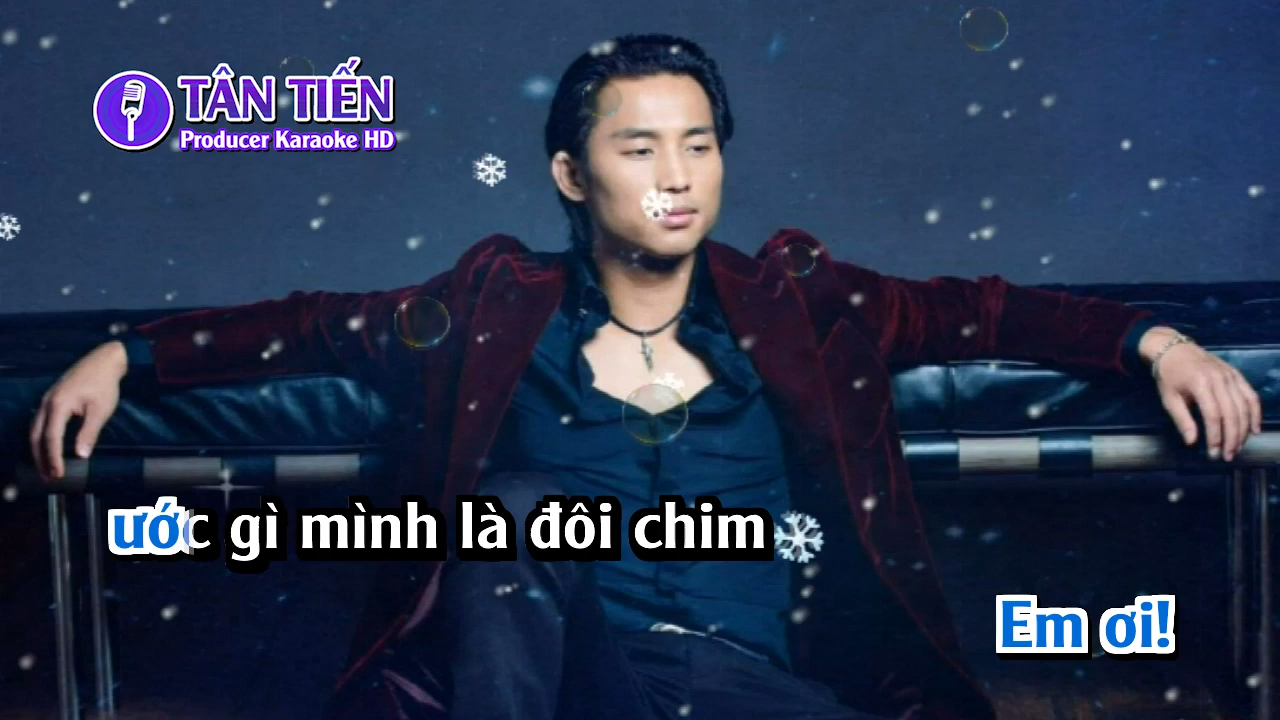 TÂN TIẾN
Producer Karaoke HD
ước gì mình là đôi chim
Em ơi!